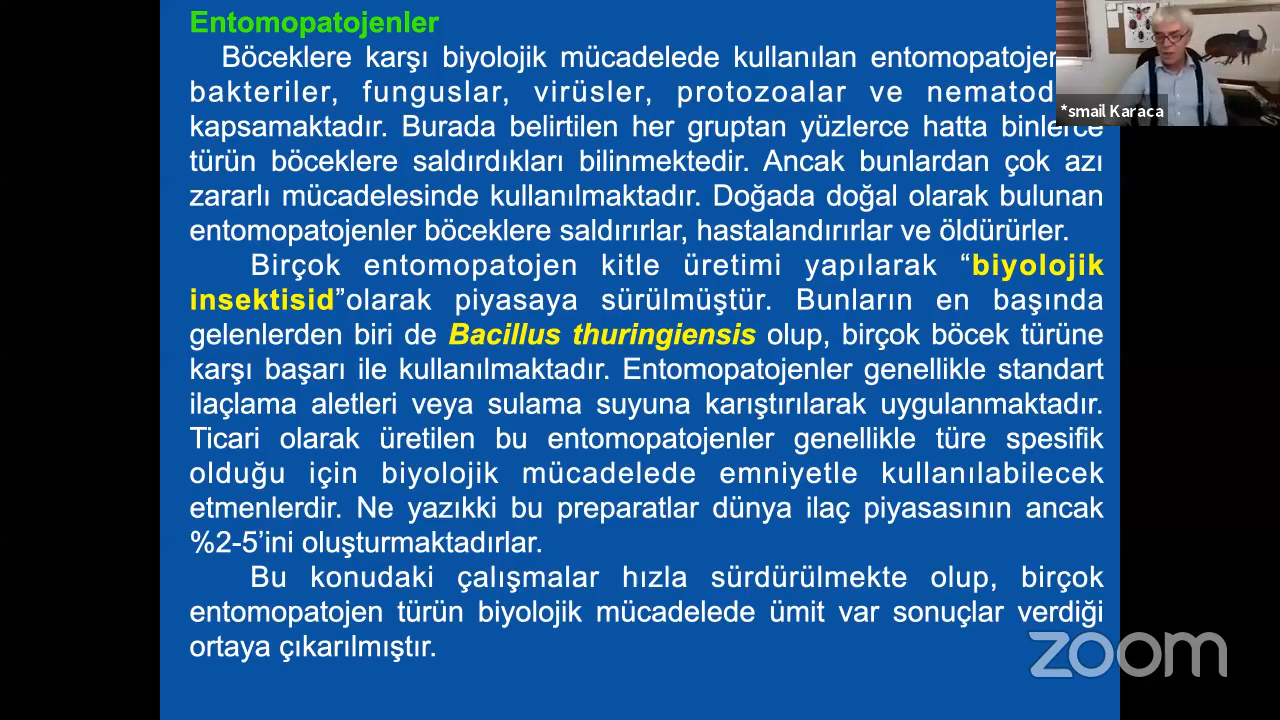 Entomopatojenler
Böceklere karşı biyolojik mücadelede kullanılan entomopatojen
bakteriler, funguslar, virüsler, protozoalar ve nematod
kapsamaktadır. Burada belirtilen her gruptan yüzlerce hatta binlerce
türün böceklere saldırdıkları bilinmektedir. Ancak bunlardan çok azı
zararlı mücadelesinde kullanılmaktadır. Doğada doğal olarak bulunan
entomopatojenler böceklere saldırırlar, hastalandırırlar ve öldürürler.
Birçok entomopatojen kitle üretimi yapılarak “biyolojik
insektisid”olarak piyasaya sürülmüştür. Bunların en başında
gelenlerden biri de Bacillus thuringiensis olup, birçok böcek türüne
karşı başarı ile kullanılmaktadır. Entomopatojenler genellikle standart
ilaçlama aletleri veya sulama suyuna karıştırılarak uygulanmaktadır.
Ticari olarak üretilen bu entomopatojenler genellikle türe spesifik
olduğu için biyolojik mücadelede emniyetle kullanılabilecek
etmenlerdir. Ne yazıkki bu preparatlar dünya ilaç piyasasının ancak
%2-5’ini oluşturmaktadırlar.
Bu konudaki çalışmalar hızla sürdürülmekte olup, birçok
entomopatojen türün biyolojik mücadelede ümit var sonuçlar verdiği
ortaya çıkarılmıştır.
*smail Karaca
zoom